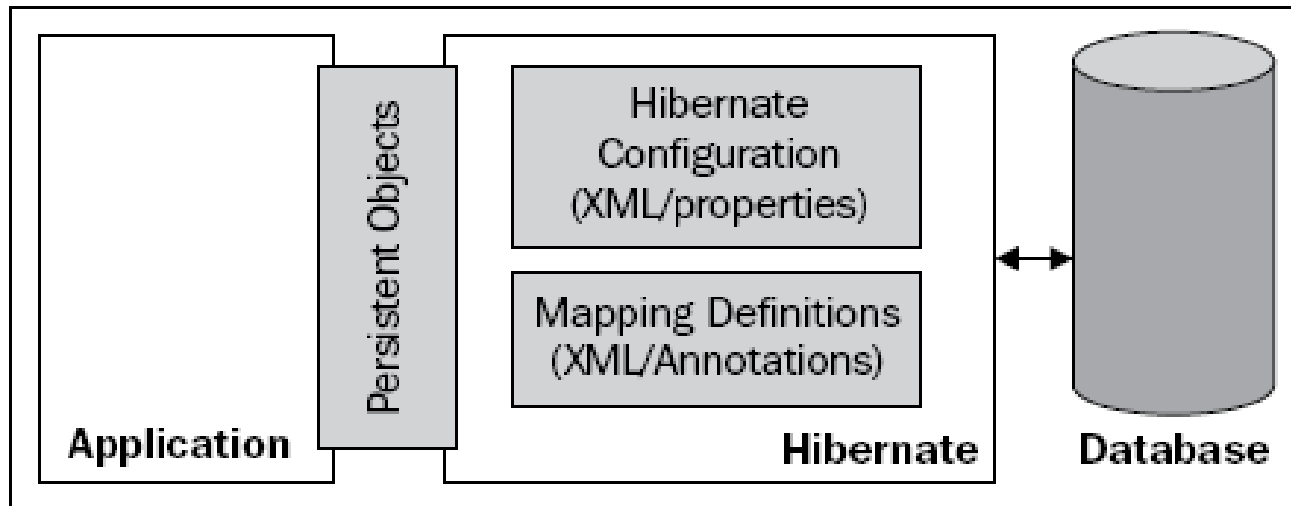 Persistent Objects
Hibernate
Configuration
(XML/properties)
Mapping Definitions
(XML/Annotations)
Application
Hibernate
Database